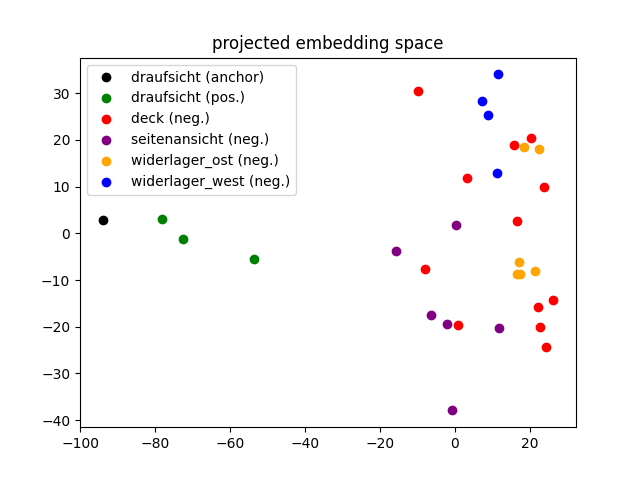 projected embedding space
draufsicht (anchor)
draufsicht (pos.)
deck (neg.)
seitenansicht (neg.)
widerlager_ost (neg.)
widerlager_west (neg.)
30
20
10
0
−10
−20
−30
−40
−100 −80 −60 −40 −20 0 20